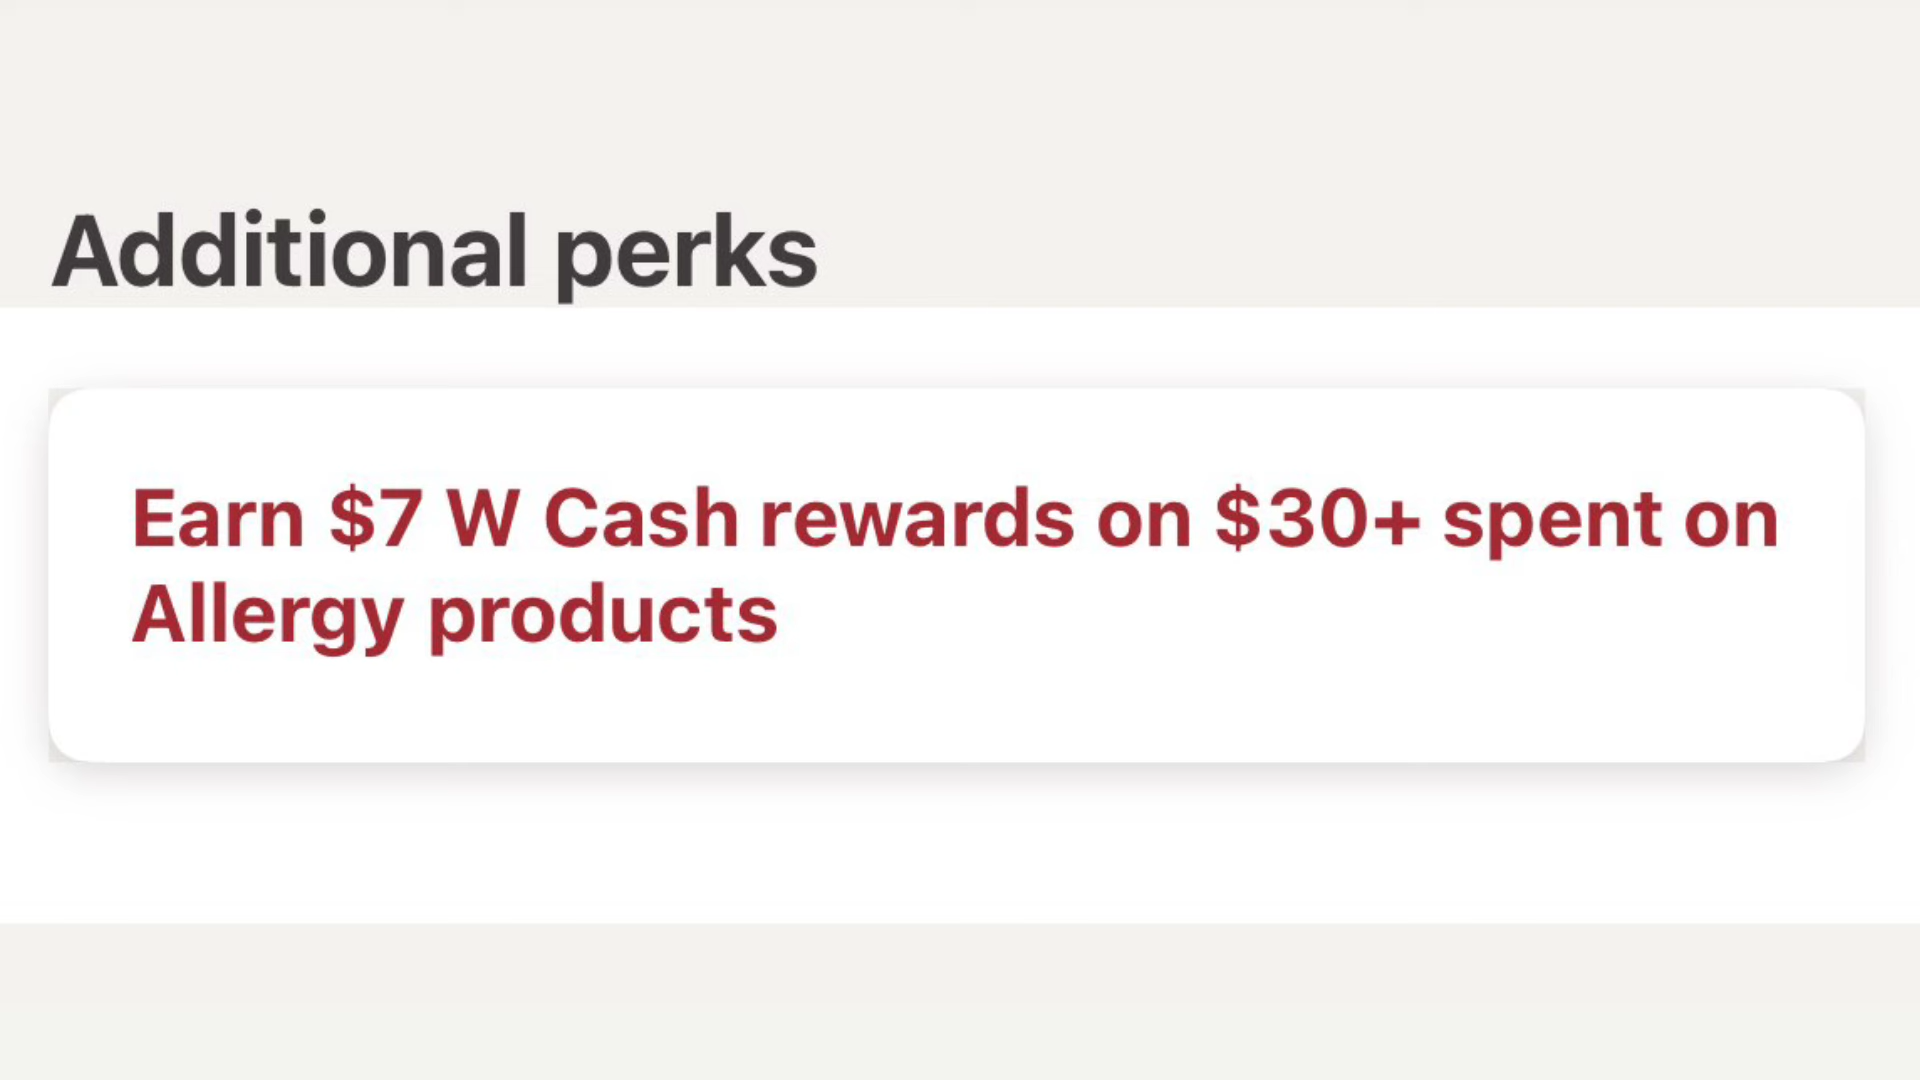 Additional perks
Earn $7 W Cash rewards on $30+ spent on
Allergy products